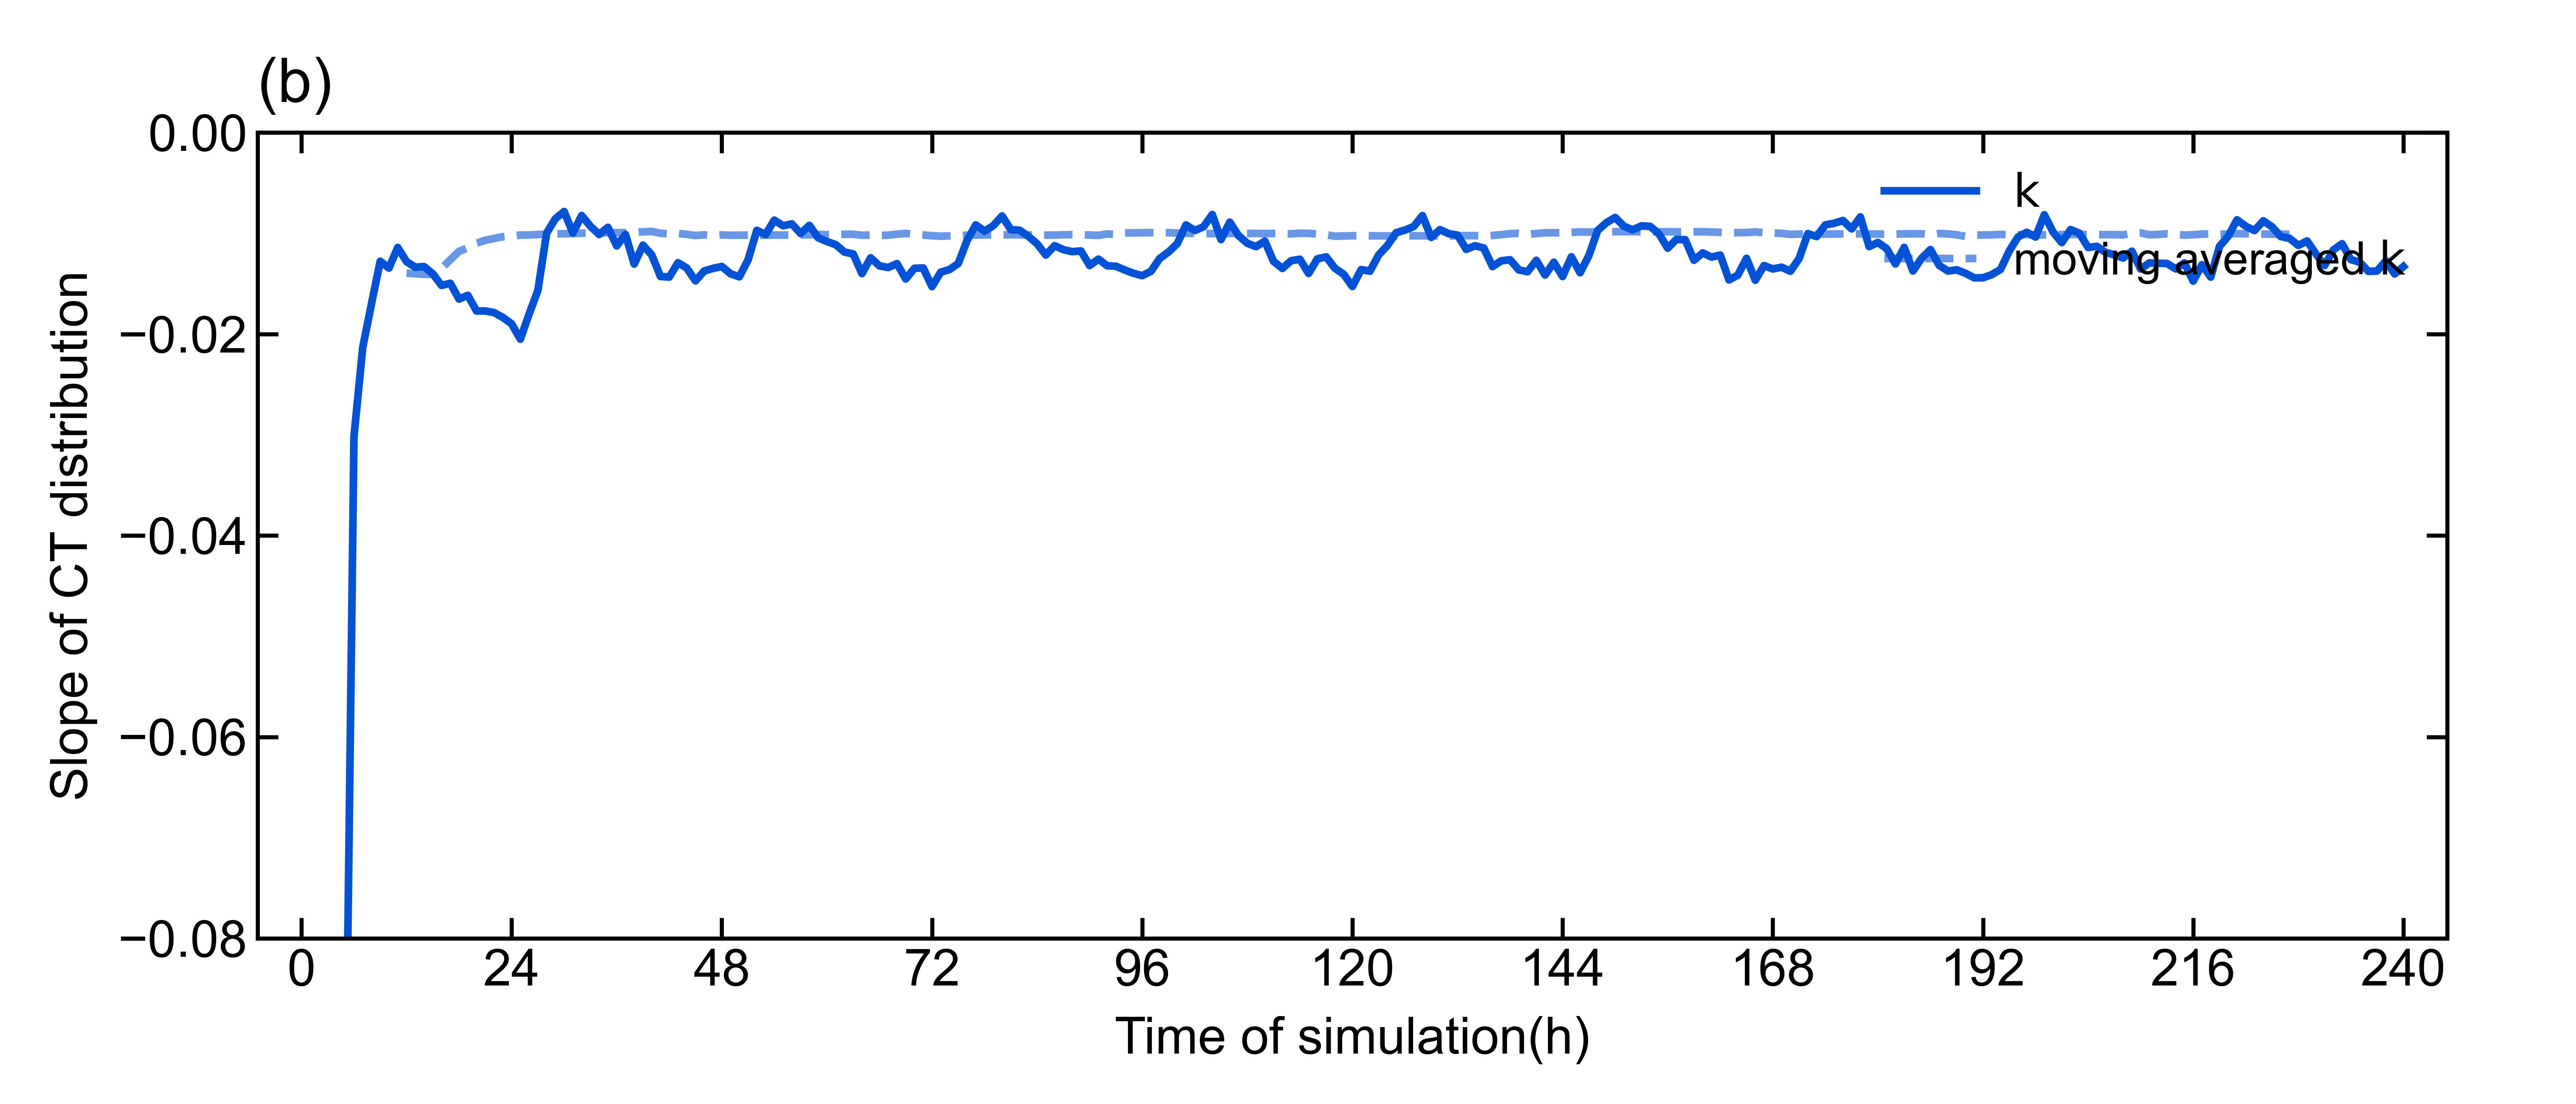 (b)
0.00
−0.02
−0.04
−0.06
−0.08
Slope of CT distribution
k
moving averaged k
0 24 48 72 96 120 144 168 192 216 240
Time of simulation(h)